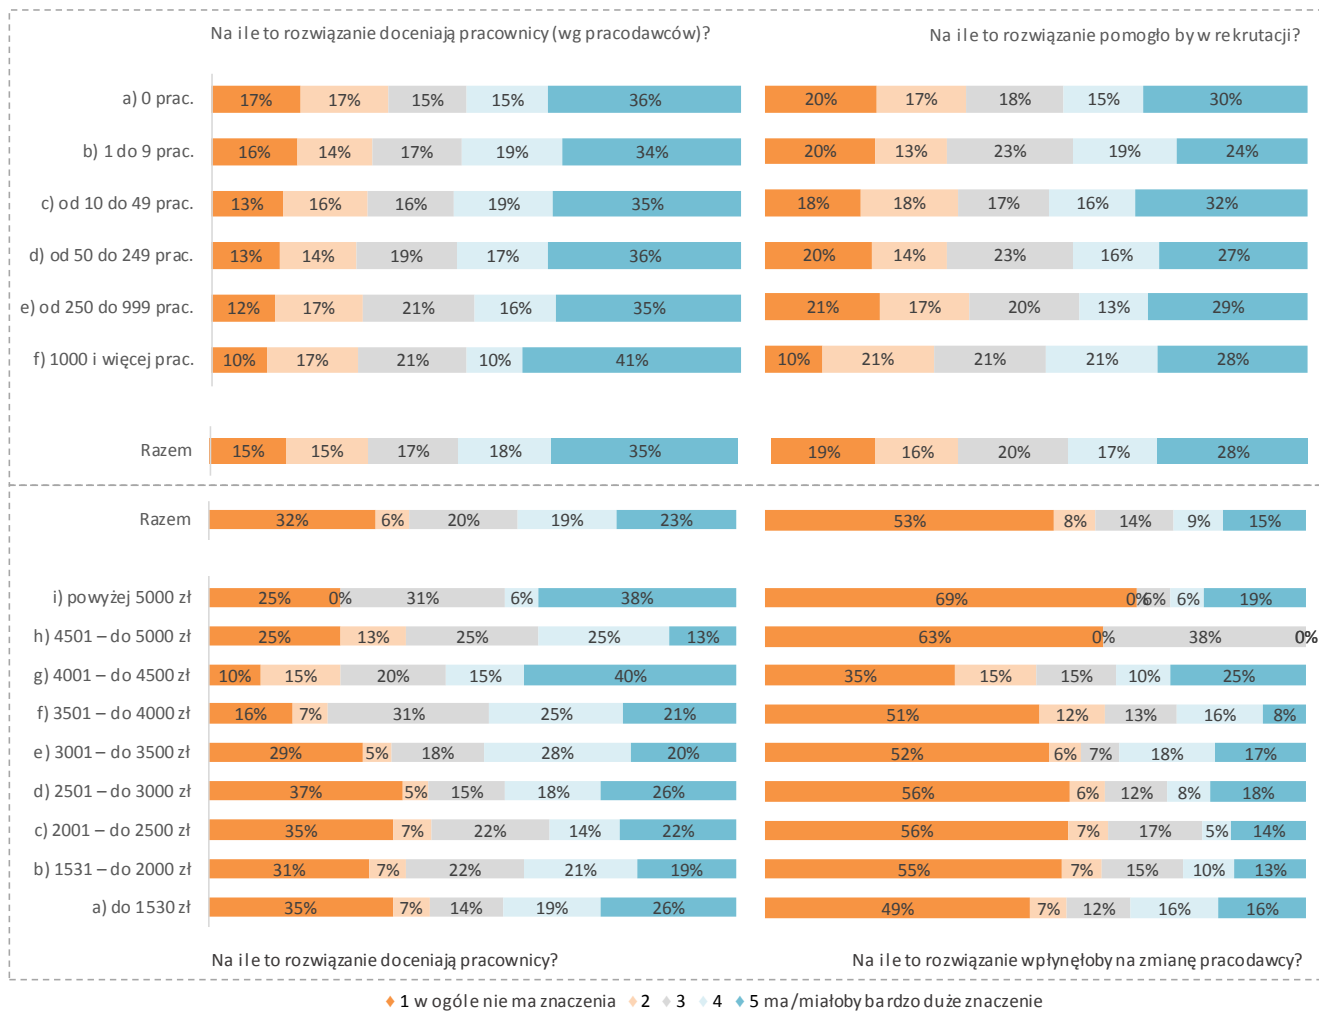 Na ile to rozwiązanie doceniają pracownicy (wg pracodawców)? Na ile to rozwiązanie pomogło by w rekrutacji?
a) 0 prac. 17% 17% 15% 15% 36% 20% 17% 18% 15% 30%
b) 1 do 9 prac. 16% 14% 17% 19% 34% 20% 13% 23% 19% 24%
c) od 10 do 49 prac. 13% 16% 16% 19% 35% 18% 18% 17% 16% 32%
d) od 50 do 249 prac. 13% 14% 19% 17% 36% 20% 14% 23% 16% 27%
e) od 250 do 999 prac. 12% 17% 21% 16% 35% 21% 17% 20% 13% 29%
f) 1000 i więcej prac. 10% 17% 21% 10% 41% 10% 21% 21% 21% 28%
Razem 15% 15% 17% 18% 35% 19% 16% 20% 17% 28%
Razem 32% 6% 20% 19% 23% 53% 8% 14% 9% 15%
i) powyżej 5000 zł 25% 0% 31% 6% 38% 69% 0% 6% 6% 19%
h) 4501 – do 5000 zł 25% 13% 25% 25% 13% 63% 0% 38% 0%
g) 4001 – do 4500 zł 10% 15% 20% 15% 40% 35% 15% 15% 10% 25%
f) 3501 – do 4000 zł 16% 7% 31% 25% 21% 51% 12% 13% 16% 8%
e) 3001 – do 3500 zł 29% 5% 18% 28% 20% 52% 6% 7% 18% 17%
d) 2501 – do 3000 zł 37% 5% 15% 18% 26% 56% 6% 12% 8% 18%
c) 2001 – do 2500 zł 35% 7% 22% 14% 22% 56% 7% 17% 5% 14%
b) 1531 – do 2000 zł 31% 7% 22% 21% 19% 55% 7% 15% 10% 13%
a) do 1530 zł 35% 7% 14% 19% 26% 49% 7% 12% 16% 16%
Na ile to rozwiązanie doceniają pracownicy? Na ile to rozwiązanie wpłynęłoby na zmianę pracodawcy?
1 w ogóle nie ma znaczenia 2 3 4 5 ma/miałoby bardzo duże znaczenie